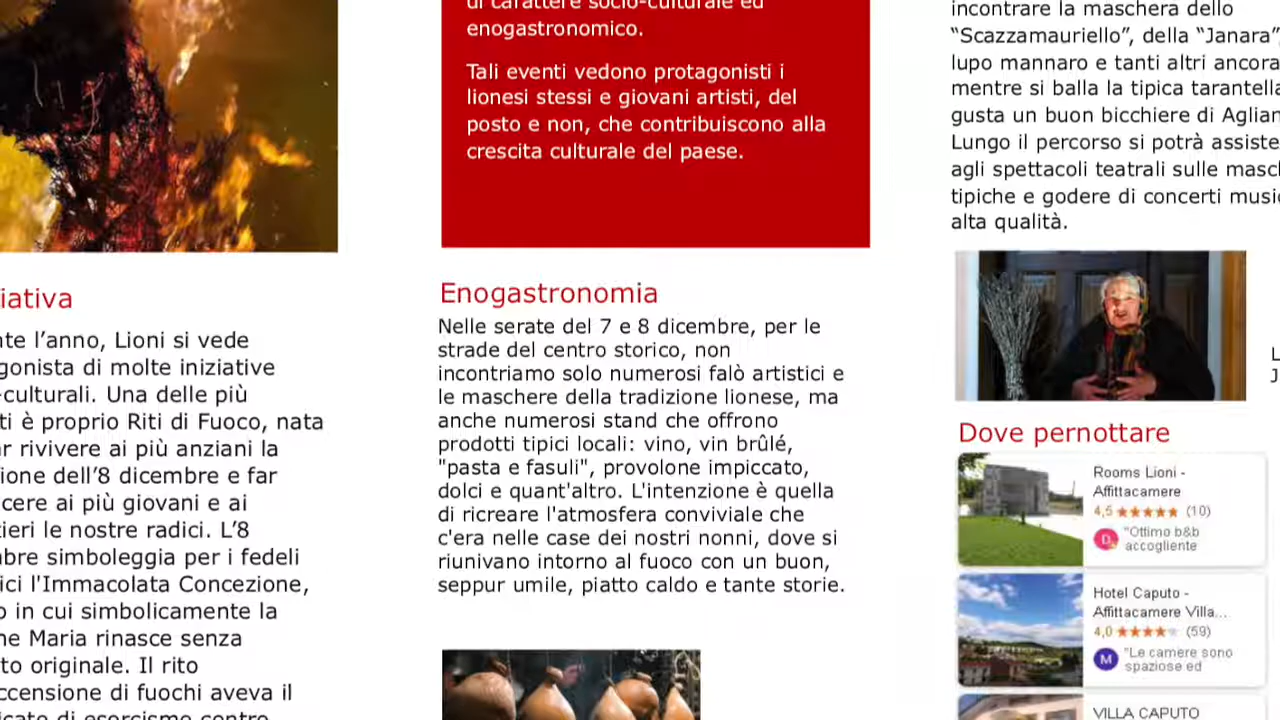 iativa
nte l’anno, Lioni si vede
gonista di molte iniziative
-culturali. Una delle più
ti è proprio Riti di Fuoco, nata
ar rivivere ai più anziani la
ione dell’8 dicembre e far
cere ai più giovani e ai
tieri le nostre radici. L’8
mbre simboleggia per i fedeli
ici l'Immacolata Concezione,
o in cui simbolicamente la
ne Maria rinasce senza
to originale. Il rito
ccensione di fuochi aveva il
icato di esorcismo contro
di carattere socio-culturale ed
enogastronomico.
Tali eventi vedono protagonisti i
lionesi stessi e giovani artisti, del
posto e non, che contribuiscono alla
crescita culturale del paese.
Enogastronomia
Nelle serate del 7 e 8 dicembre, per le
strade del centro storico, non
incontriamo solo numerosi falò artistici e
le maschere della tradizione lionese, ma
anche numerosi stand che offrono
prodotti tipici locali: vino, vin brûlé,
"pasta e fasuli", provolone impiccato,
dolci e quant'altro. L'intenzione è quella
di ricreare l'atmosfera conviviale che
c'era nelle case dei nostri nonni, dove si
riunivano intorno al fuoco con un buon,
seppur umile, piatto caldo e tante storie.
incontrare la maschera dello
“Scazzamauriello”, della “Janara”,
lupo mannaro e tanti altri ancora
mentre si balla la tipica tarantella
gusta un buon bicchiere di Aglian
Lungo il percorso si potrà assiste
agli spettacoli teatrali sulle masch
tipiche e godere di concerti musi
alta qualità.
L
J
Dove pernottare
Rooms Lioni -
Affittacamere
4,5 (10)
D
"Ottimo b&b
accogliente
Hotel Caputo -
Affittacamere Villa...
4,0 (59)
M
"Le camere sono
spaziose ed
VILLA CAPUTO